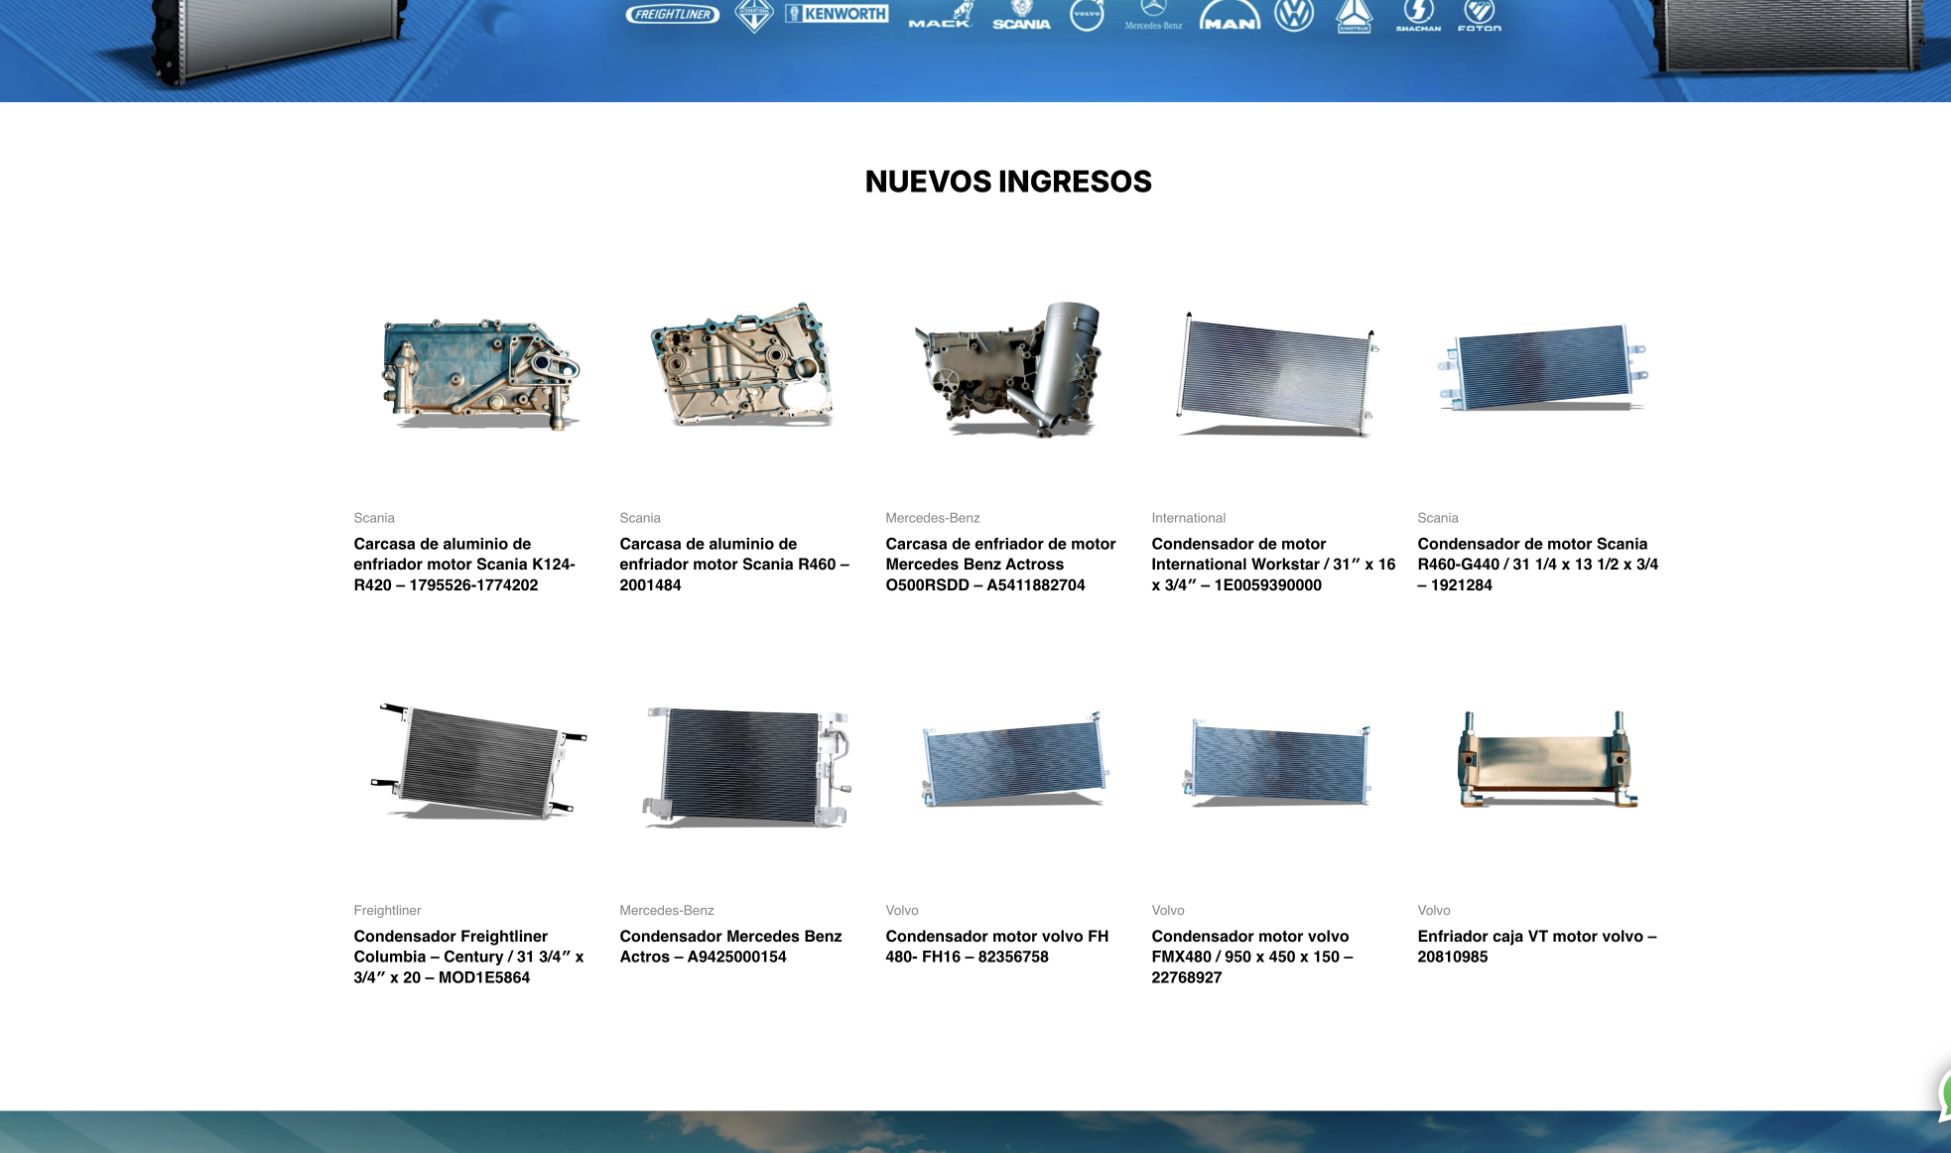 FREIGHTLINER INTERNATIONAL KENWORTH MACK SCANIA VOLVO Mercedes-Benz MAN SINOTRUK SHACMAN FOTON
NUEVOS INGRESOS
Scania
Carcasa de aluminio de
enfriador motor Scania K124-
R420 – 1795526-1774202
Scania
Carcasa de aluminio de
enfriador motor Scania R460 –
2001484
Mercedes-Benz
Carcasa de enfriador de motor
Mercedes Benz Actross
O500RSDD – A5411882704
International
Condensador de motor
International Workstar / 31″ x 16
x 3/4″ – 1E0059390000
Scania
Condensador de motor Scania
R460-G440 / 31 1/4 x 13 1/2 x 3/4
– 1921284
Freightliner
Condensador Freightliner
Columbia – Century / 31 3/4″ x
3/4″ x 20 – MOD1E5864
Mercedes-Benz
Condensador Mercedes Benz
Actros – A9425000154
Volvo
Condensador motor volvo FH
480- FH16 – 82356758
Volvo
Condensador motor volvo
FMX480 / 950 x 450 x 150 –
22768927
Volvo
Enfriador caja VT motor volvo –
20810985